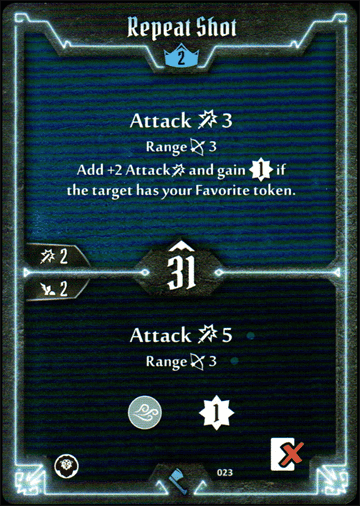 Repeat Shot
2
Attack 3
Range 3
Add +2 Attack and gain 1 if
the target has your Favorite token.
2
31
2
Attack 5
Range 3
1
023